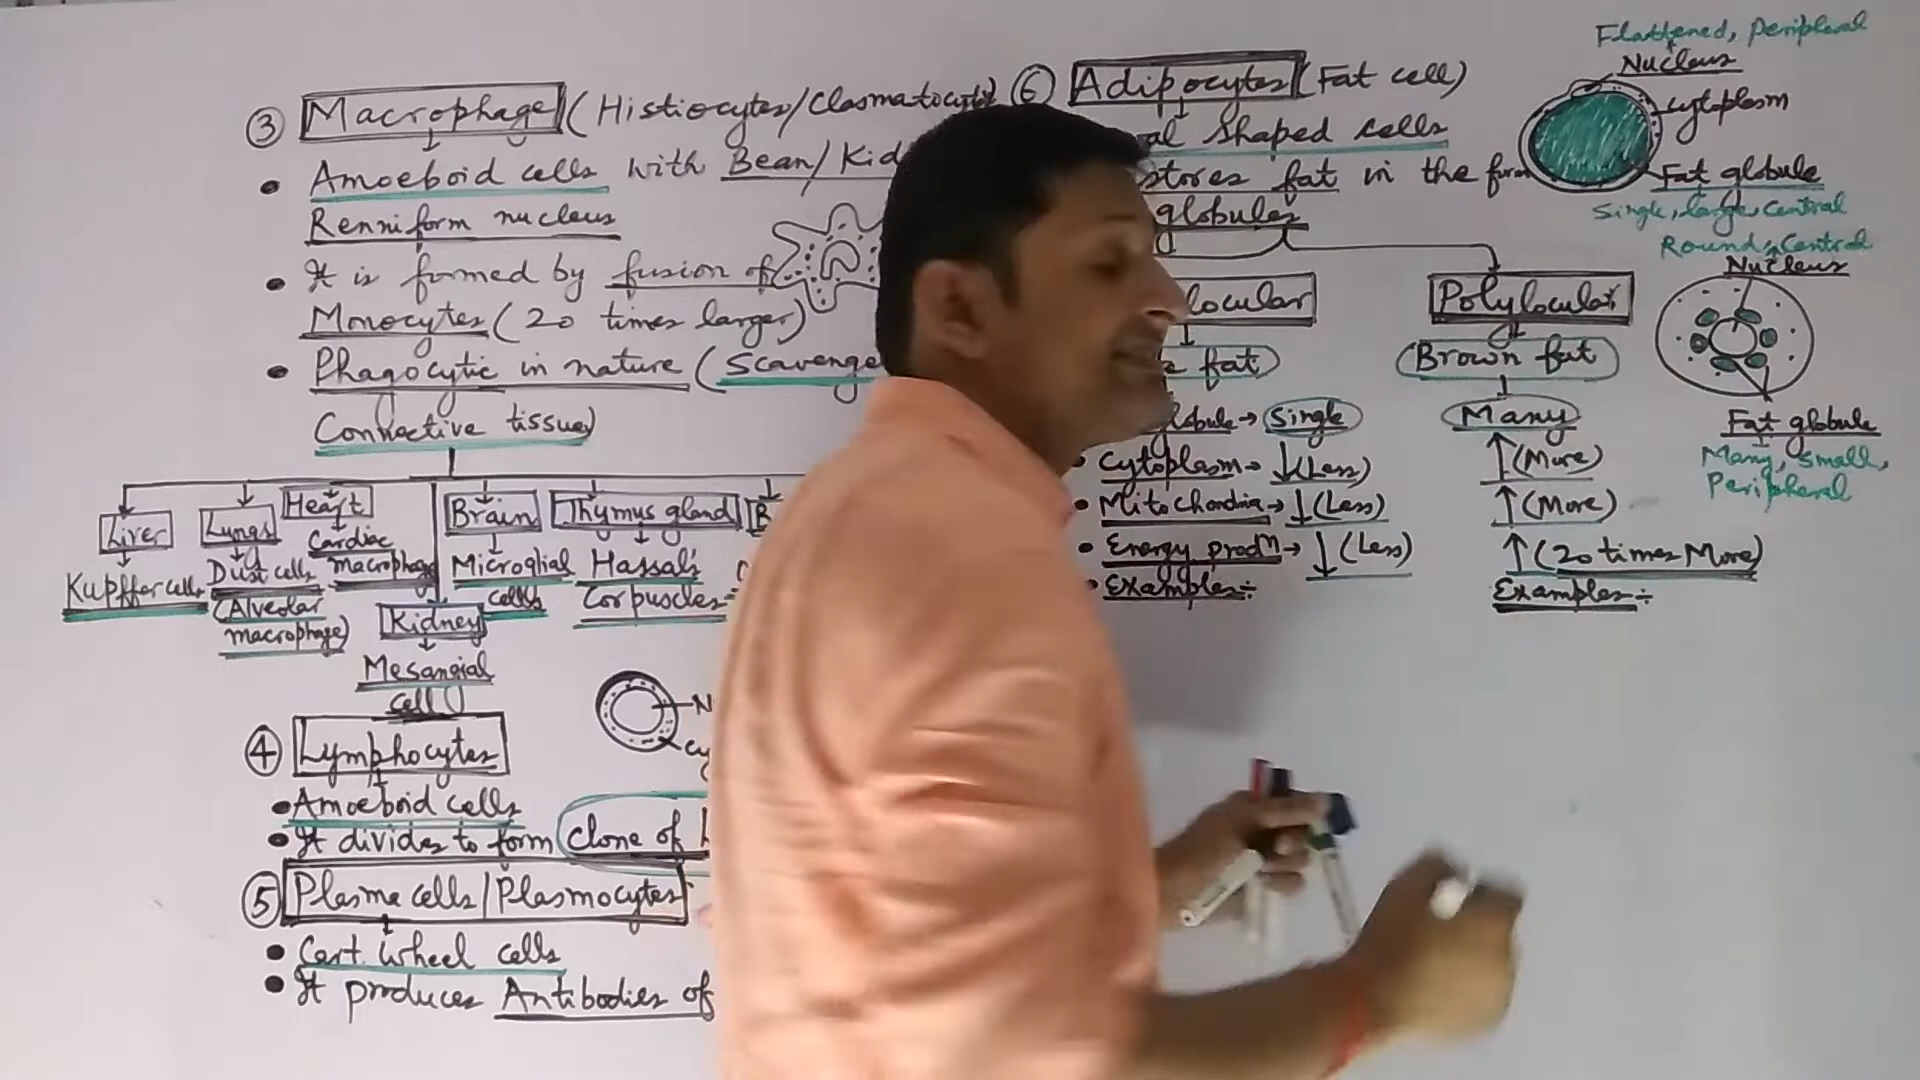 ③ Macrophage (Histiocytes/Clasmatocytes)
• Amoeboid cells with Bean/Kid
Renniform nucleus
• It is formed by fusion of
Monocytes (20 times larger)
• Phagocytic in nature (Scavenge
Connective tissue)
Liver
Kupffer cells
Lungs
Dust cells
(Alveolar
macrophage)
Heart
Cardiac
macrophage
Kidney
Mesangial
cell
Brain
Microglial
cells
Thymus gland
Hassal's
Corpuscles
④ Lymphocytes
• Amoeboid cells
• It divides to form clone of
⑤ Plasma cells/Plasmocytes
• Cart wheel cells
• It produces Antibodies of
⑥ Adipocytes (Fat cell)
al Shaped cells
stores fat in the form
globules
locular
fat
globule → Single
• Cytoplasm → ↓ (Less)
• Mitochondria → ↓ (Less)
• Energy prodⁿ → ↓ (Less)
• Examples:-
Polylocular
Brown fat
Many
↑ (More)
↑ (More)
↑ (20 times More)
Examples:-
Flattened, peripheral
Nucleus
cytoplasm
Fat globule
Single, large, central
Round, Central
Nucleus
Fat globule
Many, Small,
Peripheral